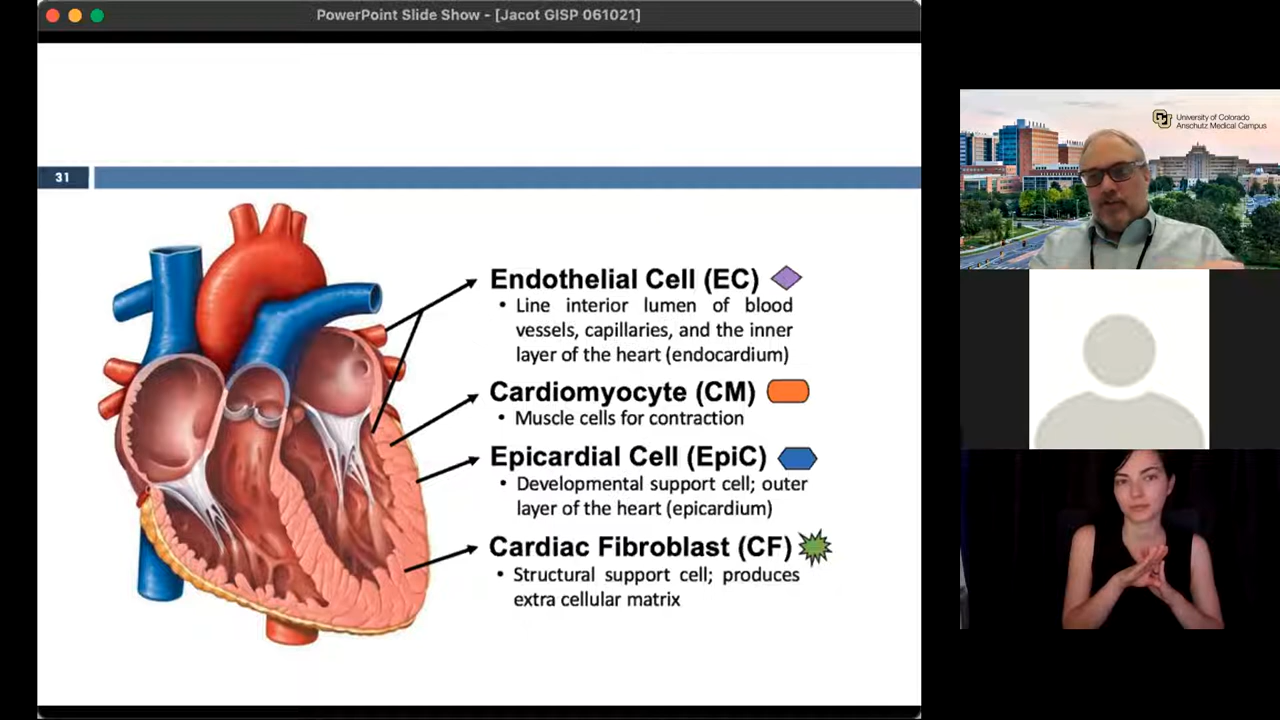 PowerPoint Slide Show - [Jacot GISP 061021]
31
Endothelial Cell (EC)
• Line interior lumen of blood
vessels, capillaries, and the inner
layer of the heart (endocardium)
Cardiomyocyte (CM)
• Muscle cells for contraction
Epicardial Cell (EpiC)
• Developmental support cell; outer
layer of the heart (epicardium)
Cardiac Fibroblast (CF)
• Structural support cell; produces
extra cellular matrix
CU
University of Colorado
Anschutz Medical Campus